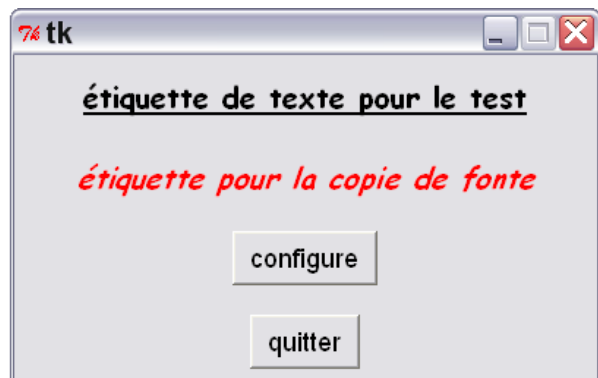 tk
étiquette de texte pour le test
étiquette pour la copie de fonte
configure
quitter